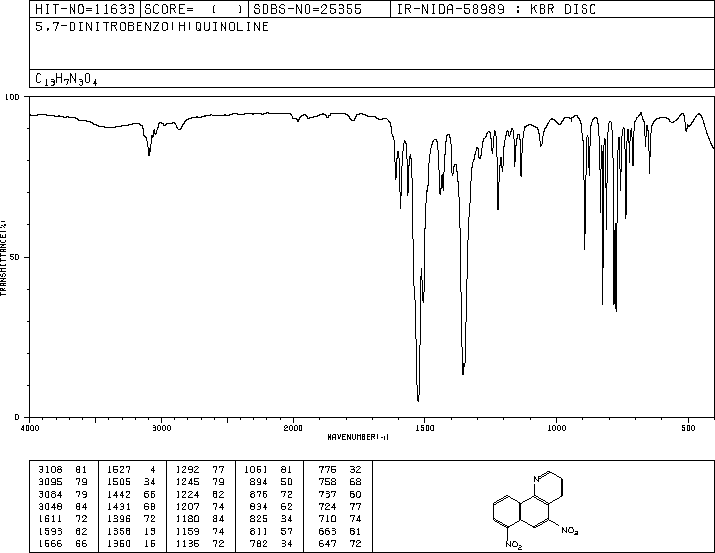 HIT-NO=11633 SCORE= ( ) SDBS-NO=25355 IR-NIDA-58989 : KBR DISC
5,7-DINITROBENZO(H)QUINOLINE
C13H7N3O4
100
50
0
TRANSMITTANCE(%)
4000 3000 2000 1500 1000 500
WAVENUMBER(-1)
3108 81 1527 4 1292 77 1061 81 776 32
3095 79 1505 34 1245 79 894 50 758 68
3084 79 1442 66 1224 62 876 72 737 60
3048 84 1431 68 1207 74 834 62 724 77
1611 72 1396 72 1180 84 825 34 710 74
1593 62 1358 13 1159 74 811 57 663 81
1566 66 1350 16 1136 72 782 34 647 72
N
NO2
NO2